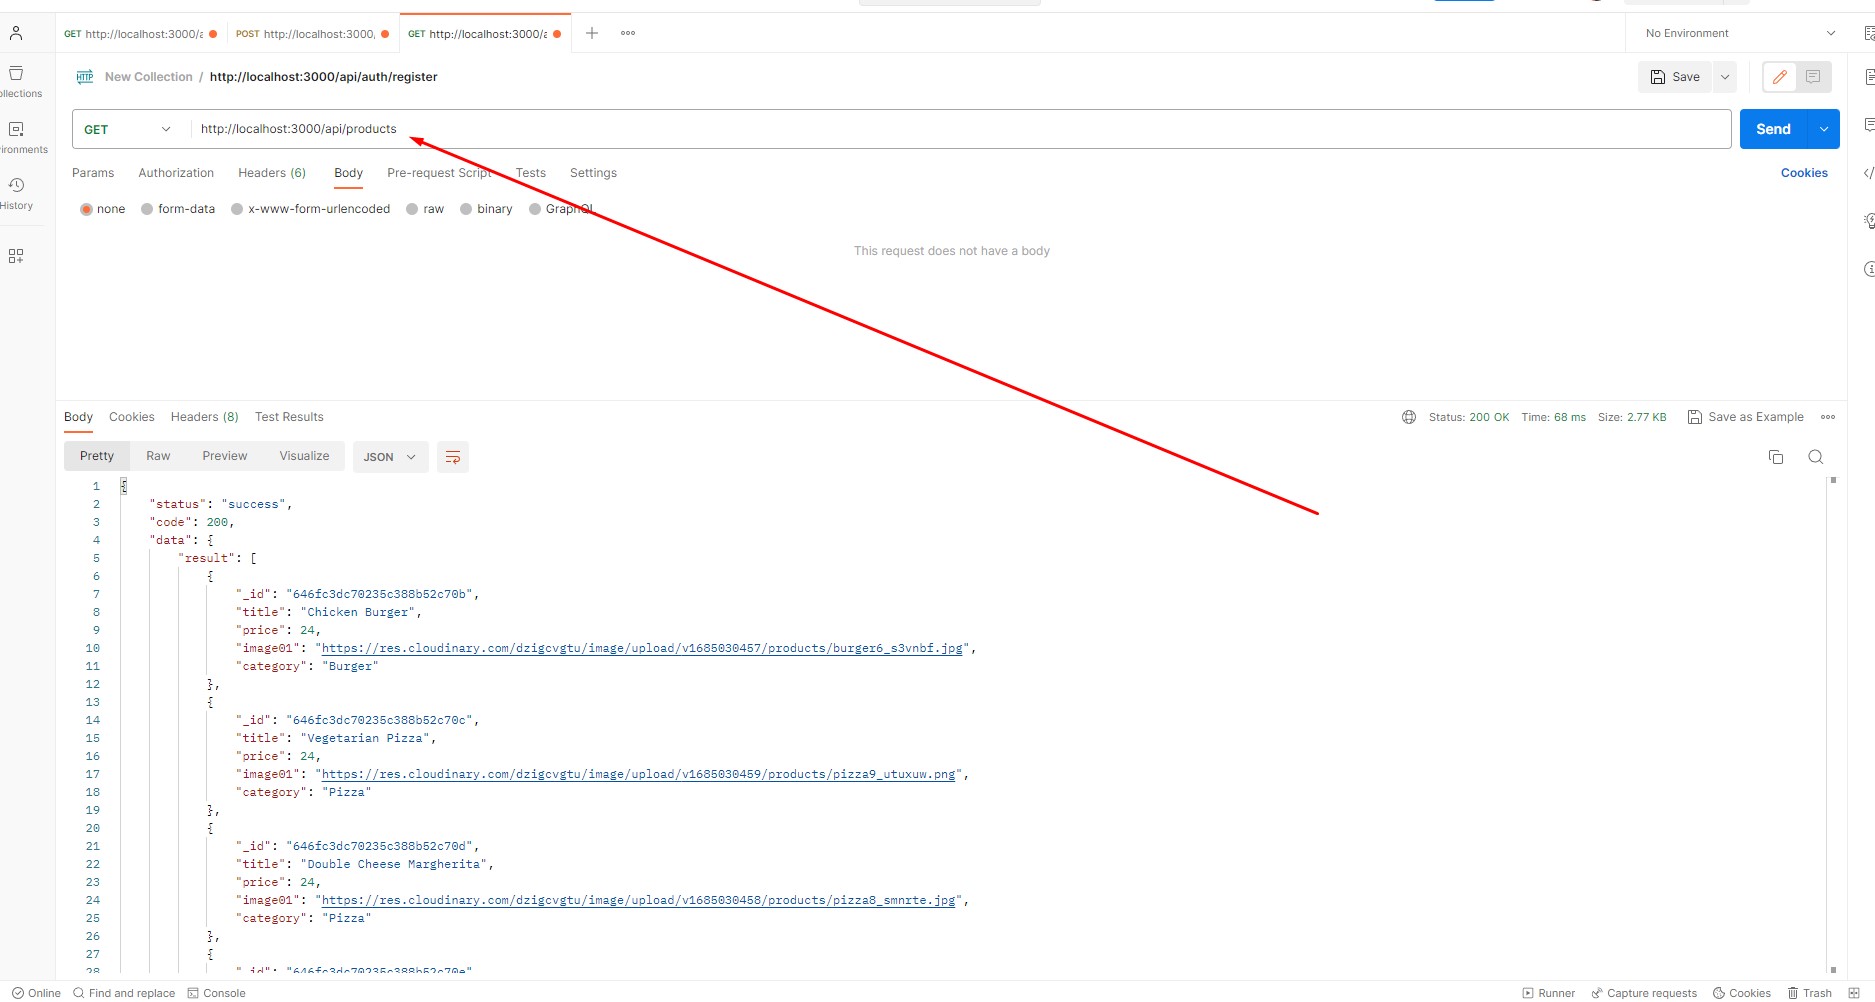 GET http://localhost:3000/a
POST http://localhost:3000,
GET http://localhost:3000/a
No Environment
HTTP New Collection / http://localhost:3000/api/auth/register
Save
GET http://localhost:3000/api/products
Send
Params Authorization Headers (6) Body Pre-request Script Tests Settings
Cookies
none form-data x-www-form-urlencoded raw binary GraphQL
This request does not have a body
ollections
ironments
History
Body Cookies Headers (8) Test Results
Status: 200 OK Time: 68 ms Size: 2.77 KB Save as Example
Pretty Raw Preview Visualize JSON
1 {
2 "status": "success",
3 "code": 200,
4 "data": {
5 "result": [
6 {
7 "_id": "646fc3dc70235c388b52c70b",
8 "title": "Chicken Burger",
9 "price": 24,
10 "image01": "https://res.cloudinary.com/dzigcvgtu/image/upload/v1685030457/products/burger6_s3vnbf.jpg",
11 "category": "Burger"
12 },
13 {
14 "_id": "646fc3dc70235c388b52c70c",
15 "title": "Vegetarian Pizza",
16 "price": 24,
17 "image01": "https://res.cloudinary.com/dzigcvgtu/image/upload/v1685030459/products/pizza9_utuxuw.png",
18 "category": "Pizza"
19 },
20 {
21 "_id": "646fc3dc70235c388b52c70d",
22 "title": "Double Cheese Margherita",
23 "price": 24,
24 "image01": "https://res.cloudinary.com/dzigcvgtu/image/upload/v1685030458/products/pizza8_smnrte.jpg",
25 "category": "Pizza"
26 },
27 {
28 "_id": "646fc3dc70235c388b52c70e"
Online Find and replace Console
Runner Capture requests Cookies Trash